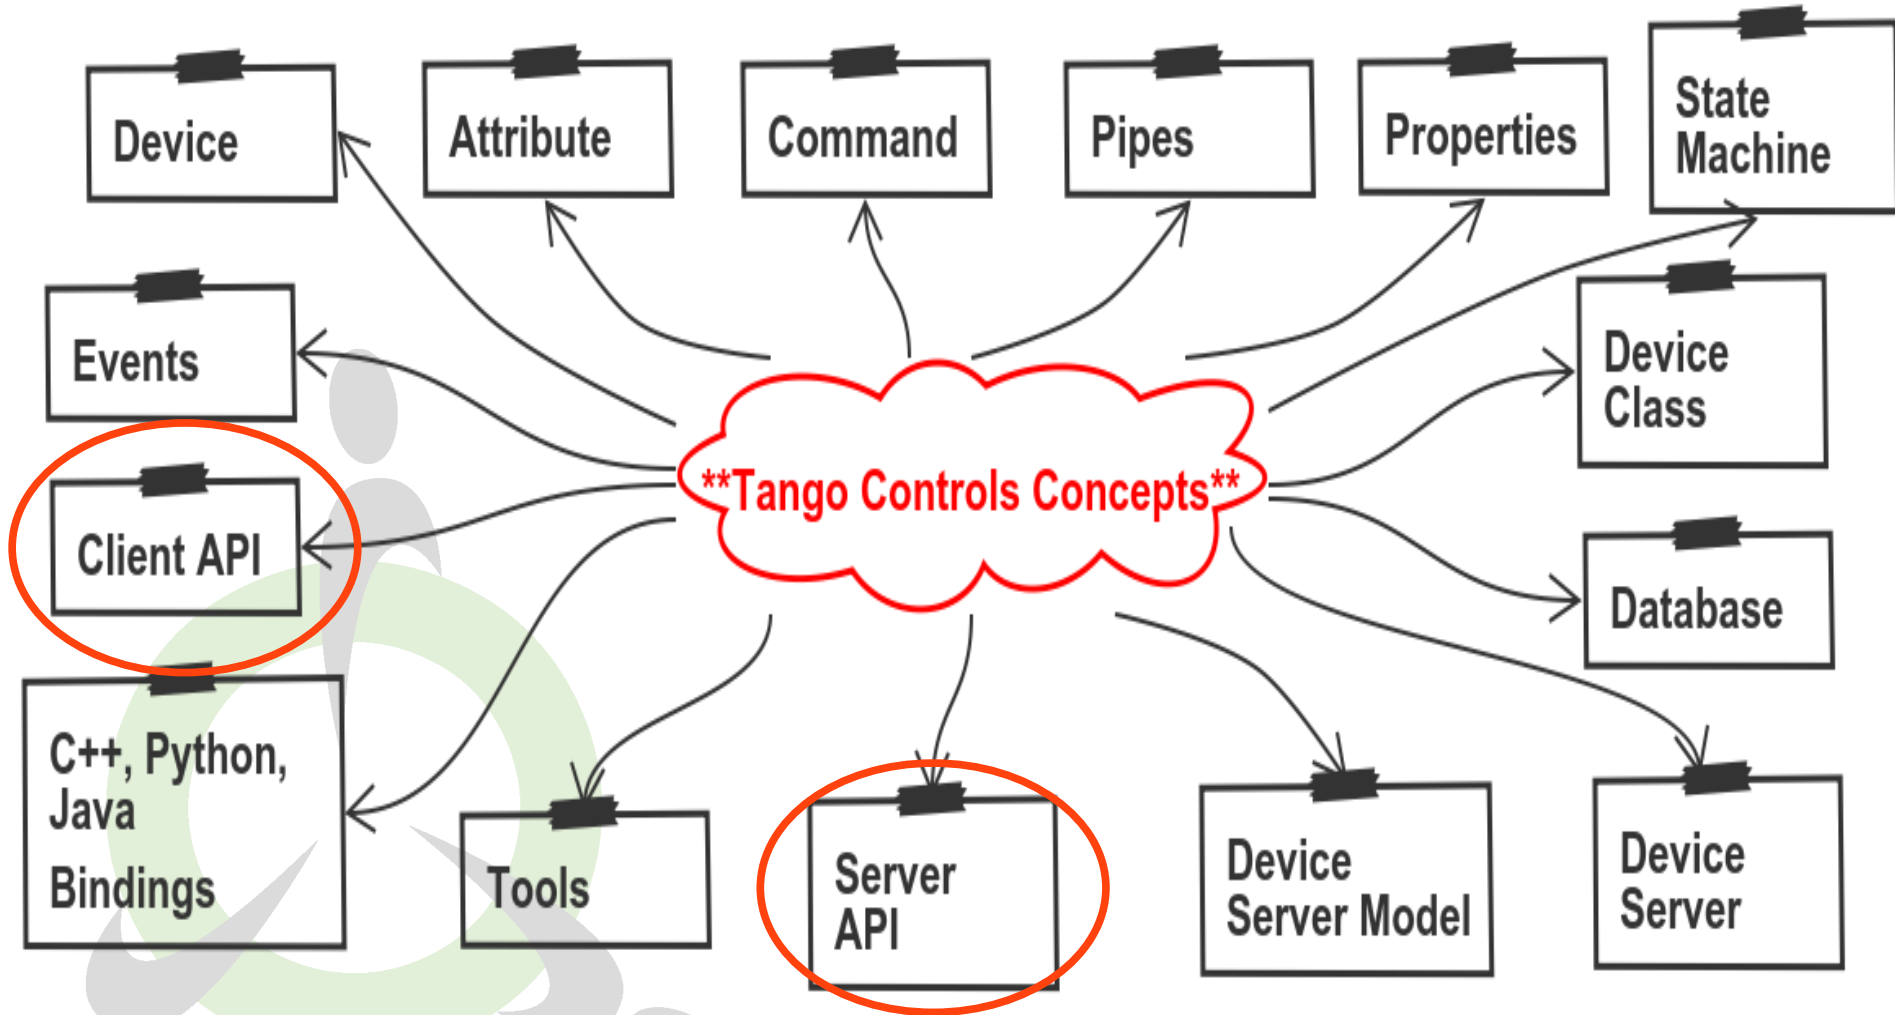 Device
Attribute
Command
Pipes
Properties
State
Machine
Events
Device
Class
**Tango Controls Concepts**
Client API
Database
C++, Python,
Java
Bindings
Tools
Server
API
Device
Server Model
Device
Server